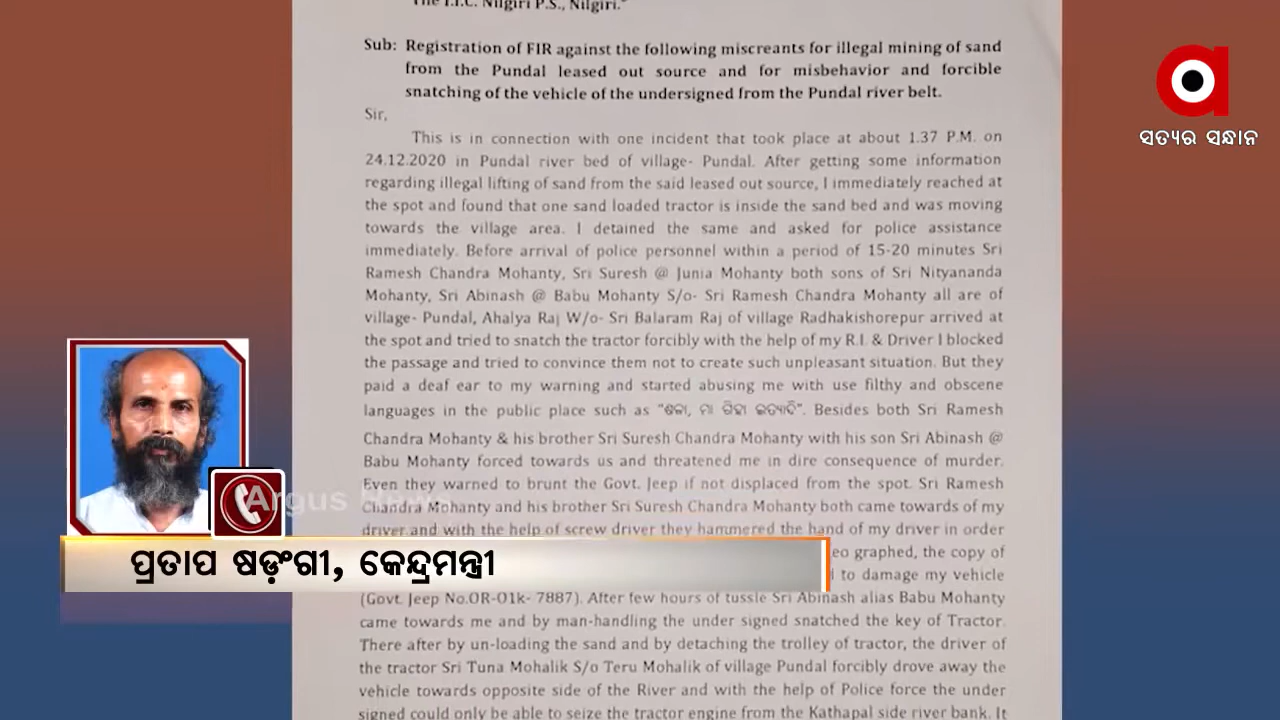 The I.I.C. Nilgiri P.S., Nilgiri."
Sub: Registration of FIR against the following miscreants for illegal mining of sand
from the Pundal leased out source and for misbehavior and forcible
snatching of the vehicle of the undersigned from the Pundal river belt.
Sir,
This is in connection with one incident that took place at about 1.37 P.M. on
24.12.2020 in Pundal river bed of village- Pundal. After getting some information
regarding illegal lifting of sand from the said leased out source, I immediately reached at
the spot and found that one sand loaded tractor is inside the sand bed and was moving
towards the village area. I detained the same and asked for police assistance
immediately. Before arrival of police personnel within a period of 15-20 minutes Sri
Ramesh Chandra Mohanty, Sri Suresh @ Junia Mohanty both sons of Sri Nityananda
Mohanty, Sri Abinash @ Babu Mohanty S/o- Sri Ramesh Chandra Mohanty all are of
village- Pundal, Ahalya Raj W/o- Sri Balaram Raj of village Radhakishorepur arrived at
the spot and tried to snatch the tractor forcibly with the help of my R.I. & Driver I blocked
the passage and tried to convince them not to create such unpleasant situation. But they
paid a deaf ear to my warning and started abusing me with use filthy and obscene
languages in the public place such as "ଶଳା, ମା ଗିହା ଇତ୍ୟାଦି". Besides both Sri Ramesh
Chandra Mohanty & his brother Sri Suresh Chandra Mohanty with his son Sri Abinash @
Babu Mohanty forced towards us and threatened me in dire consequence of murder.
Even they warned to brunt the Govt. Jeep if not displaced from the spot. Sri Ramesh
Chandra Mohanty and his brother Sri Suresh Chandra Mohanty both came towards of my
driver and with the help of screw driver they hammered the hand of my driver in order
graphed, the copy of
to damage my vehicle
(Govt. Jeep No.OR-01k- 7887). After few hours of tussle Sri Abinash alias Babu Mohanty
came towards me and by man-handling the under signed snatched the key of Tractor.
There after by un-loading the sand and by detaching the trolley of tractor, the driver of
the tractor Sri Tuna Mohalik S/o Teru Mohalik of village Pundal forcibly drove away the
vehicle towards opposite side of the River and with the help of Police force the under
signed could only be able to seize the tractor engine from the Kathapal side river bank. It
ସତ୍ୟର ସନ୍ଧାନ
Argus News
ପ୍ରତାପ ଷଡ଼ଂଗୀ, କେନ୍ଦ୍ରମନ୍ତ୍ରୀ